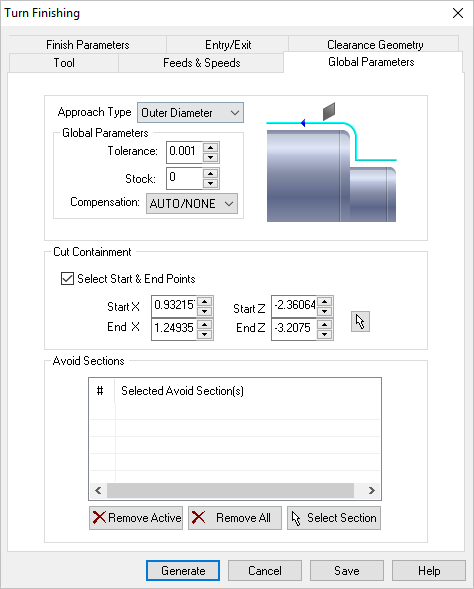 Turn Finishing
Finish Parameters Entry/Exit Clearance Geometry
Tool Feeds & Speeds Global Parameters
Approach Type Outer Diameter
Global Parameters
Tolerance: 0.001
Stock: 0
Compensation: AUTO/NONE
Cut Containment
Select Start & End Points
Start X 0.93215 Start Z -2.36064
End X 1.24935 End Z -3.2075
Avoid Sections
# Selected Avoid Section(s)
Remove Active Remove All Select Section
Generate Cancel Save Help